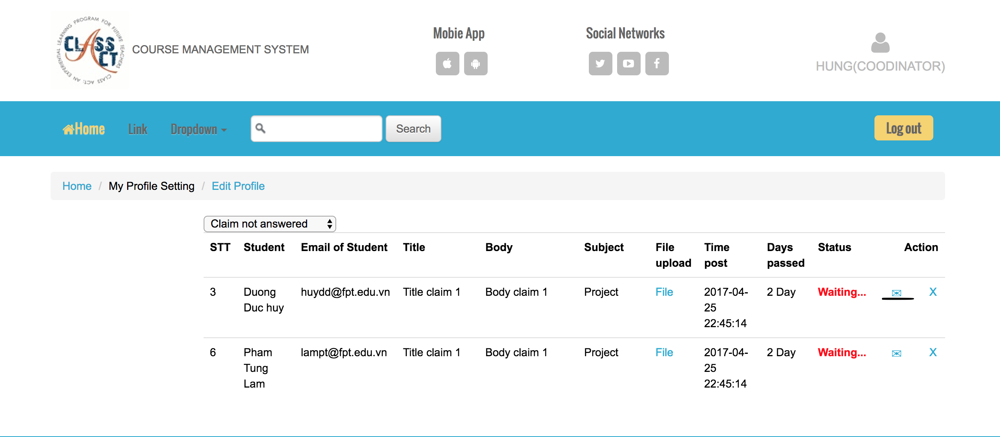 AN EXPERIENTIAL LEARNING PROGRAM FOR FUTURE TEACHERS
CLASS ACT:
CLASS
ACT
COURSE MANAGEMENT SYSTEM
Mobie App
Social Networks
HUNG(COODINATOR)
Home
Link
Dropdown
Search
Log out
Home / My Profile Setting / Edit Profile
Claim not answered
STT Student Email of Student Title Body Subject File upload Time post Days passed Status Action
3 Duong Duc huy huydd@fpt.edu.vn Title claim 1 Body claim 1 Project File 2017-04-25 22:45:14 2 Day Waiting... ✉ X
6 Pham Tung Lam lampt@fpt.edu.vn Title claim 1 Body claim 1 Project File 2017-04-25 22:45:14 2 Day Waiting... ✉ X